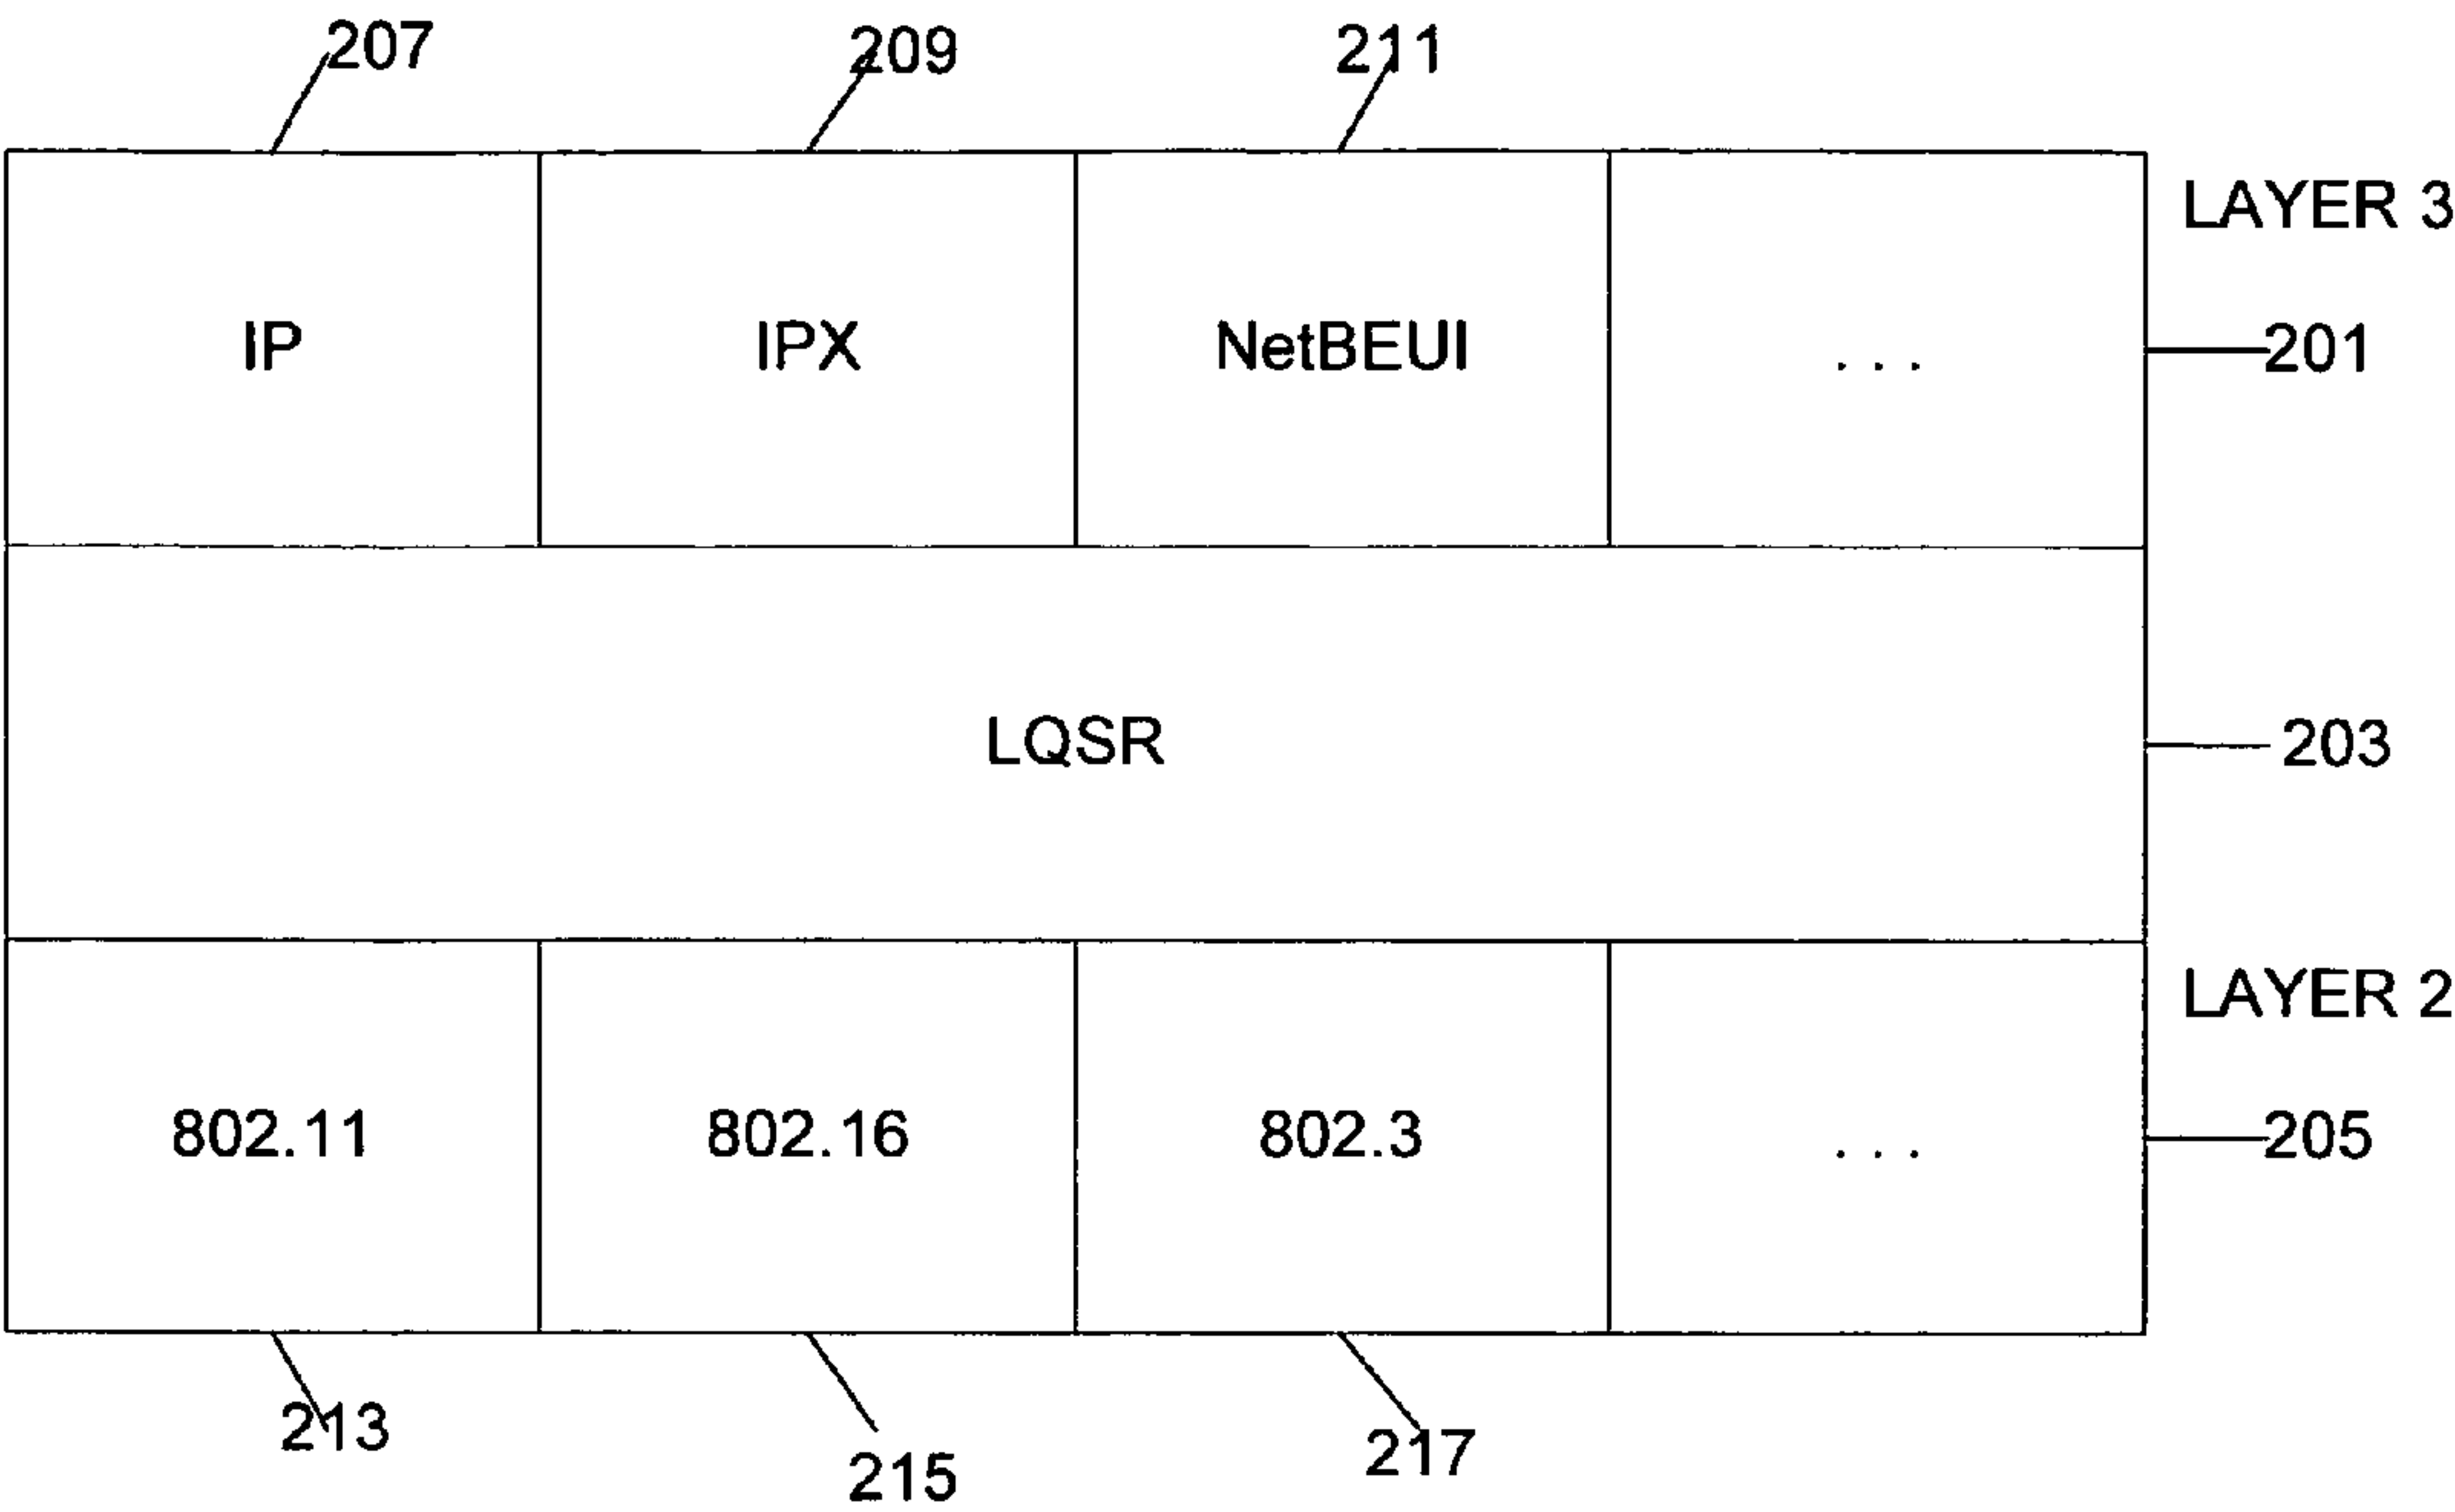 207
209
211
LAYER 3
IP
IPX
NetBEUI
...
201
LQSR
203
LAYER 2
802.11
802.16
802.3
...
205
213
215
217